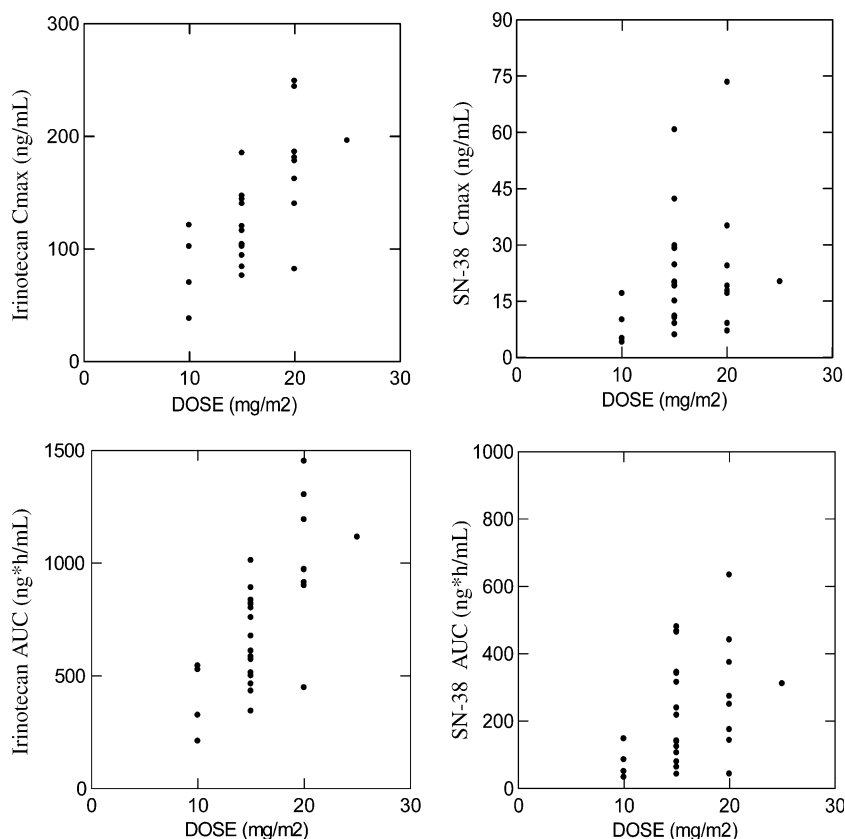 300
200
100
0
Irinotecan Cmax (ng/mL)
0 10 20 30
DOSE (mg/m2)
90
75
60
45
30
15
0
SN-38 Cmax (ng/mL)
0 10 20 30
DOSE (mg/m2)
1500
1000
500
0
Irinotecan AUC (ng*h/mL)
0 10 20 30
DOSE (mg/m2)
1000
800
600
400
200
0
SN-38 AUC (ng*h/mL)
0 10 20 30
DOSE (mg/m2)